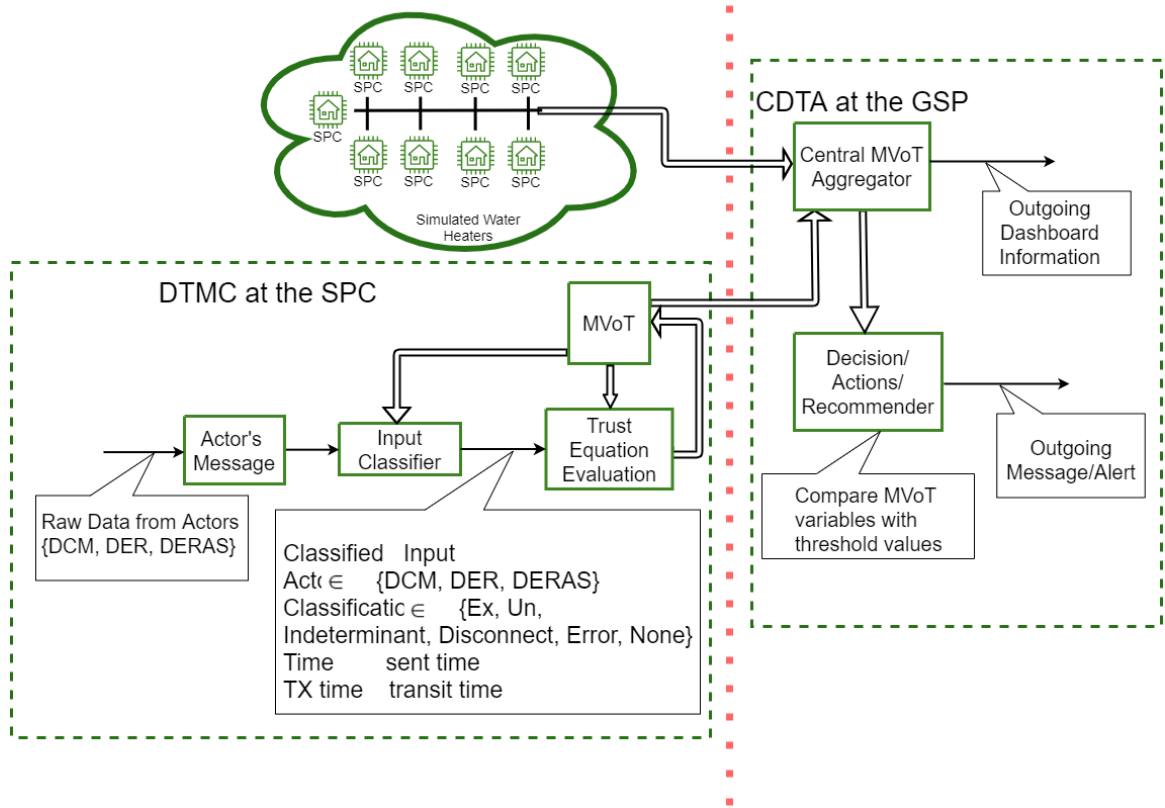 SPC SPC SPC SPC
SPC
SPC SPC SPC SPC
Simulated Water
Heaters
CDTA at the GSP
Central MVoT
Aggregator
Outgoing
Dashboard
Information
Decision/
Actions/
Recommender
Outgoing
Message/Alert
Compare MVoT
variables with
threshold values
DTMC at the SPC
MVoT
Actor's
Message
Input
Classifier
Trust
Equation
Evaluation
Raw Data from Actors
{DCM, DER, DERAS}
Classified Input
Actc ∈ {DCM, DER, DERAS}
Classificatic ∈ {Ex, Un,
Indeterminant, Disconnect, Error, None}
Time sent time
TX time transit time